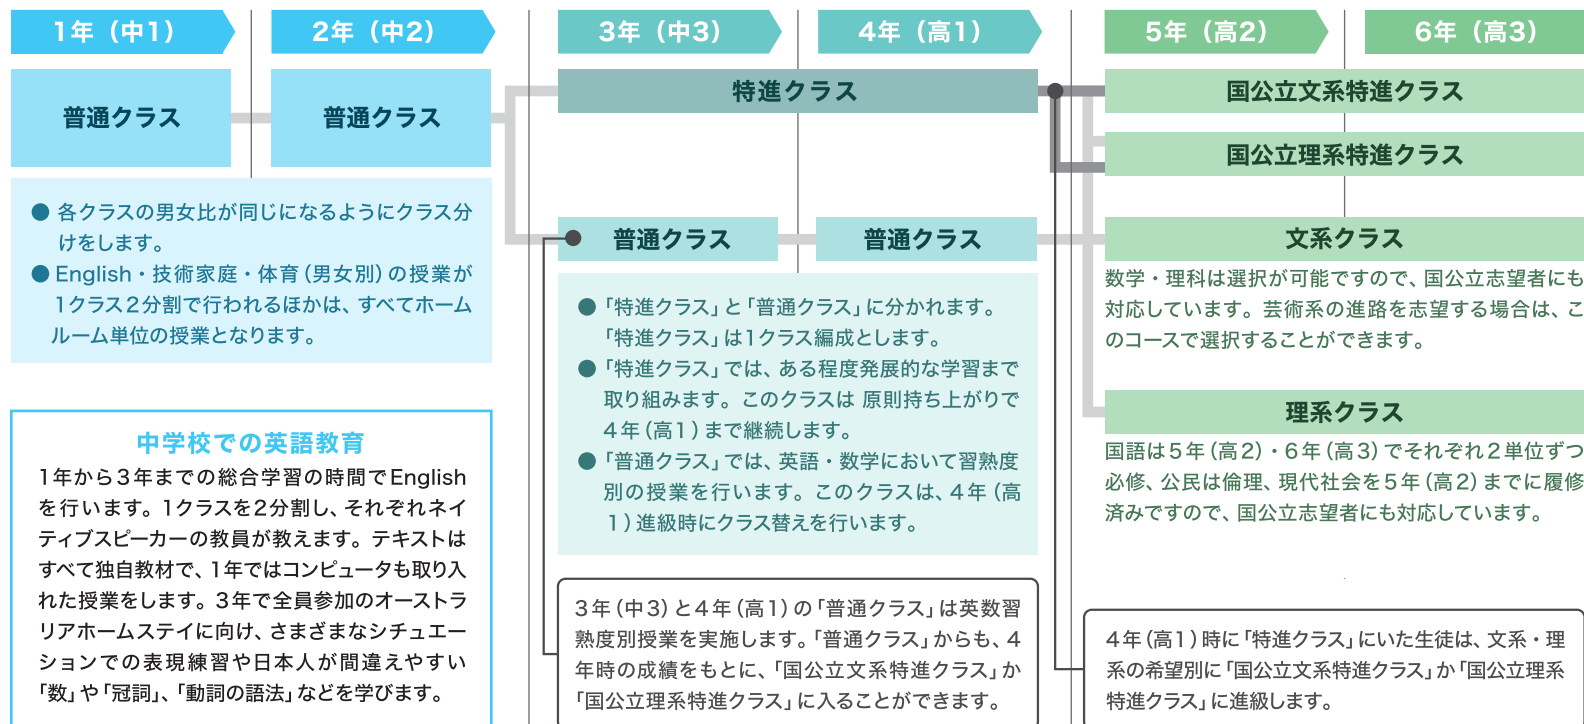 1年（中1）
2年（中2）
3年（中3）
4年（高1）
5年（高2）
6年（高3）
普通クラス
普通クラス
特進クラス
国公立文系特進クラス
国公立理系特進クラス
● 各クラスの男女比が同じになるようにクラス分
けをします。
● English・技術家庭・体育（男女別）の授業が
1クラス2分割で行われるほかは、すべてホーム
ルーム単位の授業となります。
中学校での英語教育
1年から3年までの総合学習の時間でEnglish
を行います。1クラスを2分割し、それぞれネイ
ティブスピーカーの教員が教えます。テキストは
すべて独自教材で、1年ではコンピュータも取り入
れた授業をします。3年で全員参加のオーストラ
リアホームステイに向け、さまざまなシチュエー
ションでの表現練習や日本人が間違えやすい
「数」や「冠詞」、「動詞の語法」などを学びます。
普通クラス
普通クラス
● 「特進クラス」と「普通クラス」に分かれます。
「特進クラス」は1クラス編成とします。
● 「特進クラス」では、ある程度発展的な学習まで
取り組みます。このクラスは 原則持ち上がりで
4年（高1）まで継続します。
● 「普通クラス」では、英語・数学において習熟度
別の授業を行います。このクラスは、4年（高
1）進級時にクラス替えを行います。
3年（中3）と4年（高1）の「普通クラス」は英数習
熟度別授業を実施します。「普通クラス」からも、4
年時の成績をもとに、「国公立文系特進クラス」か
「国公立理系特進クラス」に入ることができます。
文系クラス
数学・理科は選択が可能ですので、国公立志望者にも
対応しています。芸術系の進路を志望する場合は、こ
のコースで選択することができます。
理系クラス
国語は5年（高2）・6年（高3）でそれぞれ2単位ずつ
必修、公民は倫理、現代社会を5年（高2）までに履修
済みですので、国公立志望者にも対応しています。
4年（高1）時に「特進クラス」にいた生徒は、文系・理
系の希望別に「国公立文系特進クラス」か「国公立理系
特進クラス」に進級します。